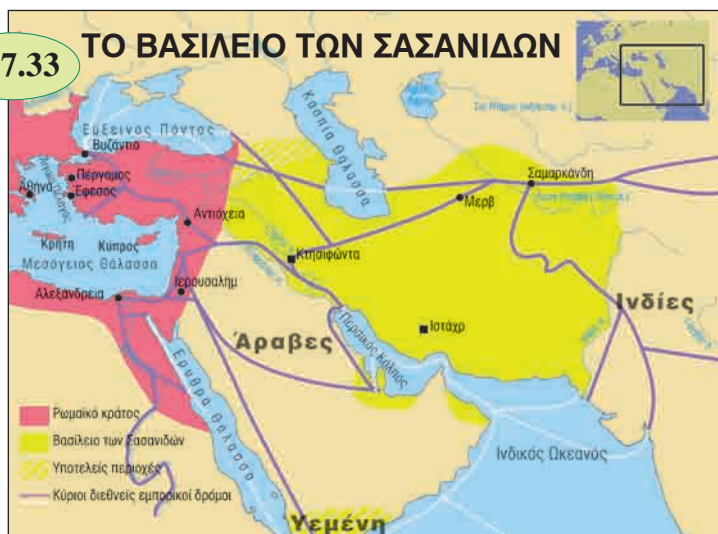 7.33
ΤΟ ΒΑΣΙΛΕΙΟ ΤΩΝ ΣΑΣΑΝΙΔΩΝ
Εύξεινος Πόντος
Κασπία Θάλασσα
Βυζάντιο
Πέργαμος
Αθήνα
Έφεσος
Σαμαρκάνδη
Μερβ
Αντιόχεια
Κρήτη
Κύπρος
Μεσόγειος Θάλασσα
Κτησιφώντα
Ιερουσαλημ
Αλεξάνδρεια
Ινδίες
Άραβες
Περσικός Κόλπος
Ιστάχρ
Ερυθρά Θάλασσα
Ρωμαϊκό κράτος
Βασίλειο των Σασανιδών
Υποτελείς περιοχές
Κύριοι διεθνείς εμπορικοί δρόμοι
Ινδικός Ωκεανός
Υεμένη